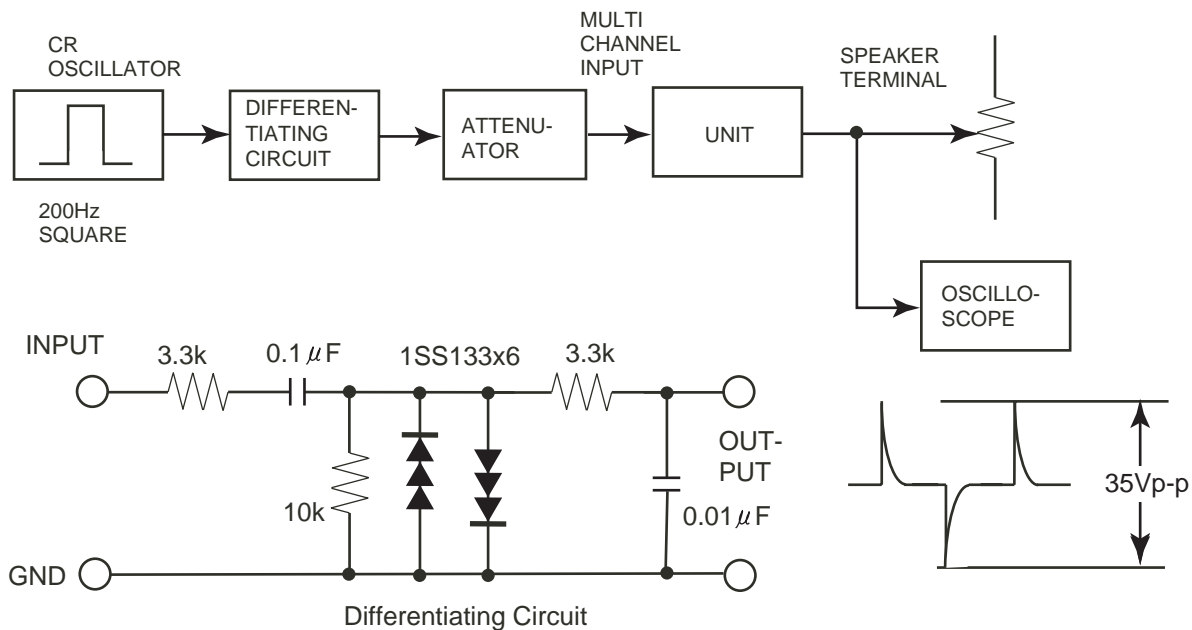 CR
OSCILLATOR
200Hz
SQUARE
DIFFEREN-
TIATING
CIRCUIT
ATTENU-
ATOR
MULTI
CHANNEL
INPUT
UNIT
SPEAKER
TERMINAL
OSCILLO-
SCOPE
INPUT
3.3k
0.1μF
1SS133x6
3.3k
10k
OUT-
PUT
0.01μF
GND
Differentiating Circuit
35Vp-p